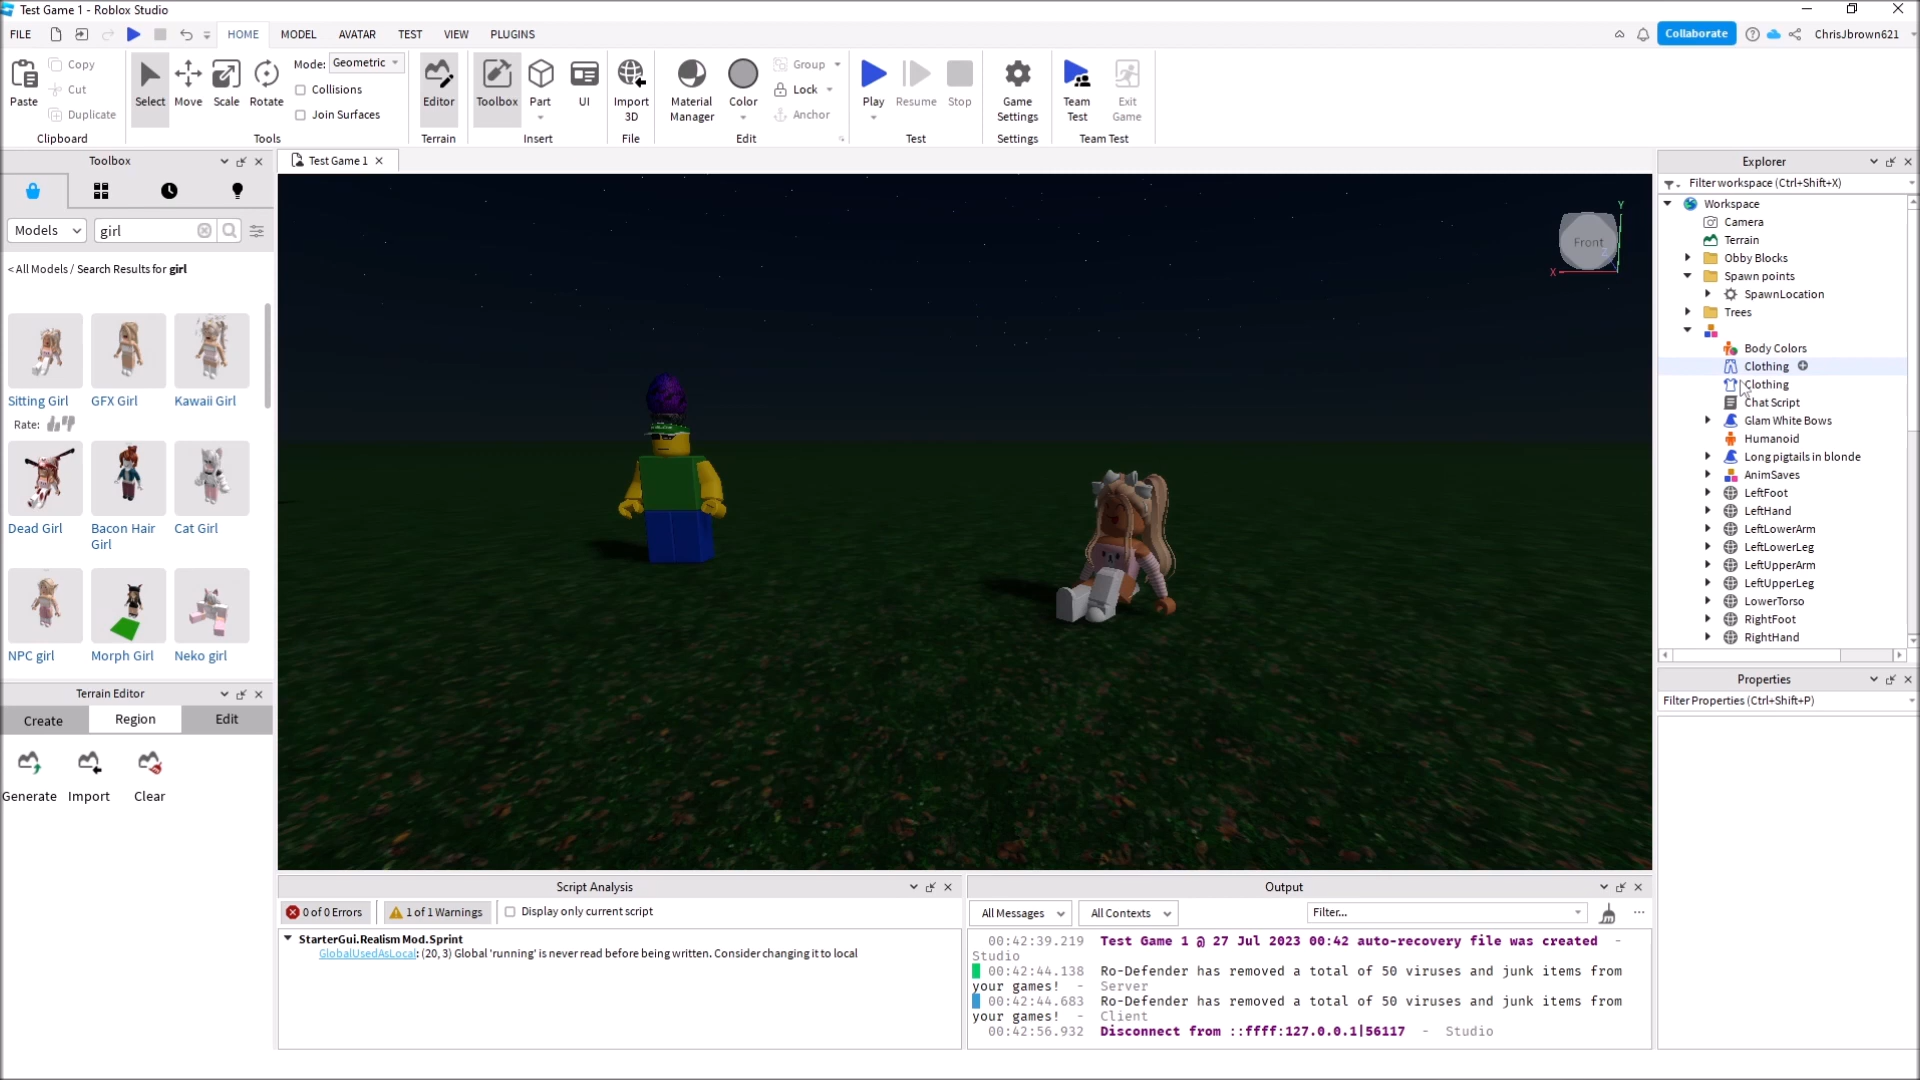 Test Game 1 - Roblox Studio
FILE
HOME
MODEL
AVATAR
TEST
VIEW
PLUGINS
Collaborate
ChrisJbrown621
Paste
Copy
Cut
Duplicate
Clipboard
Select
Move
Scale
Rotate
Mode: Geometric
Collisions
Join Surfaces
Tools
Editor
Terrain
Toolbox
Part
UI
Insert
Import 3D
File
Material Manager
Color
Group
Lock
Anchor
Edit
Play
Resume
Stop
Test
Game Settings
Settings
Team Test
Exit Game
Team Test
Toolbox
Models
girl
< All Models / Search Results for girl
Sitting Girl
GFX Girl
Kawaii Girl
Rate:
Dead Girl
Bacon Hair Girl
Cat Girl
NPC girl
Morph Girl
Neko girl
Terrain Editor
Create
Region
Edit
Generate
Import
Clear
Test Game 1
Front
Y
X
Script Analysis
0 of 0 Errors
1 of 1 Warnings
Display only current script
StarterGui.Realism Mod.Sprint
GlobalUsedAsLocal: (20, 3) Global 'running' is never read before being written. Consider changing it to local
Output
All Messages
All Contexts
Filter...
00:42:39.219 Test Game 1 @ 27 Jul 2023 00:42 auto-recovery file was created -
Studio
00:42:44.138 Ro-Defender has removed a total of 50 viruses and junk items from
your games! - Server
00:42:44.683 Ro-Defender has removed a total of 50 viruses and junk items from
your games! - Client
00:42:56.932 Disconnect from ::ffff:127.0.0.1|56117 - Studio
Explorer
Filter workspace (Ctrl+Shift+X)
Workspace
Camera
Terrain
Obby Blocks
Spawn points
SpawnLocation
Trees
Body Colors
Clothing
Clothing
Chat Script
Glam White Bows
Humanoid
Long pigtails in blonde
AnimSaves
LeftFoot
LeftHand
LeftLowerArm
LeftLowerLeg
LeftUpperArm
LeftUpperLeg
LowerTorso
RightFoot
RightHand
Properties
Filter Properties (Ctrl+Shift+P)